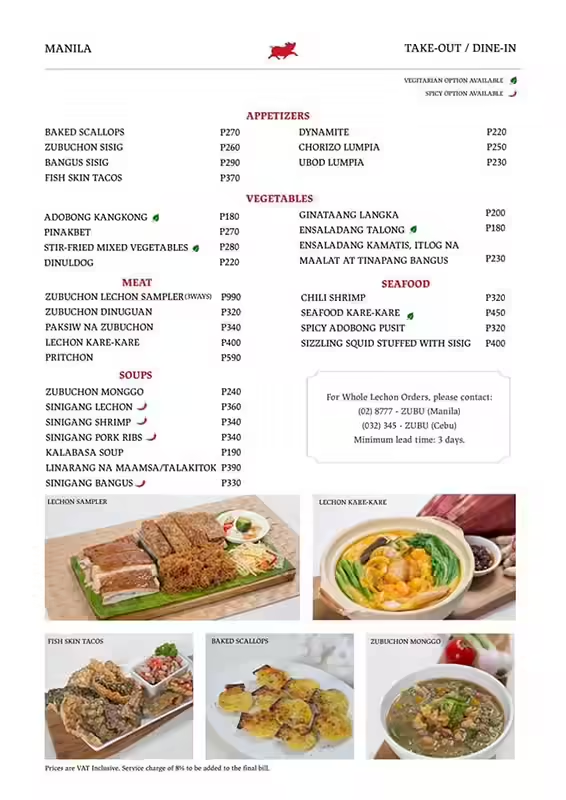 MANILA
TAKE-OUT / DINE-IN
VEGITARIAN OPTION AVAILABLE
SPICY OPTION AVAILABLE
APPETIZERS
BAKED SCALLOPS P270
ZUBUCHON SISIG P260
BANGUS SISIG P290
FISH SKIN TACOS P370
DYNAMITE P220
CHORIZO LUMPIA P250
UBOD LUMPIA P230
VEGETABLES
ADOBONG KANGKONG P180
PINAKBET P270
STIR-FRIED MIXED VEGETABLES P280
DINULDOG P220
GINATAANG LANGKA P200
ENSALADANG TALONG P180
ENSALADANG KAMATIS, ITLOG NA
MAALAT AT TINAPANG BANGUS P230
MEAT
ZUBUCHON LECHON SAMPLER(3WAYS) P990
ZUBUCHON DINUGUAN P320
PAKSIW NA ZUBUCHON P340
LECHON KARE-KARE P400
PRITCHON P590
SEAFOOD
CHILI SHRIMP P320
SEAFOOD KARE-KARE P450
SPICY ADOBONG PUSIT P320
SIZZLING SQUID STUFFED WITH SISIG P400
SOUPS
ZUBUCHON MONGGO P240
SINIGANG LECHON P360
SINIGANG SHRIMP P340
SINIGANG PORK RIBS P340
KALABASA SOUP P190
LINARANG NA MAAMSA/TALAKITOK P390
SINIGANG BANGUS P330
For Whole Lechon Orders, please contact:
(02) 8777 - ZUBU (Manila)
(032) 345 - ZUBU (Cebu)
Minimum lead time: 3 days.
LECHON SAMPLER
LECHON KARE-KARE
FISH SKIN TACOS
BAKED SCALLOPS
ZUBUCHON MONGGO
Prices are VAT Inclusive. Service charge of 8% to be added to the final bill.